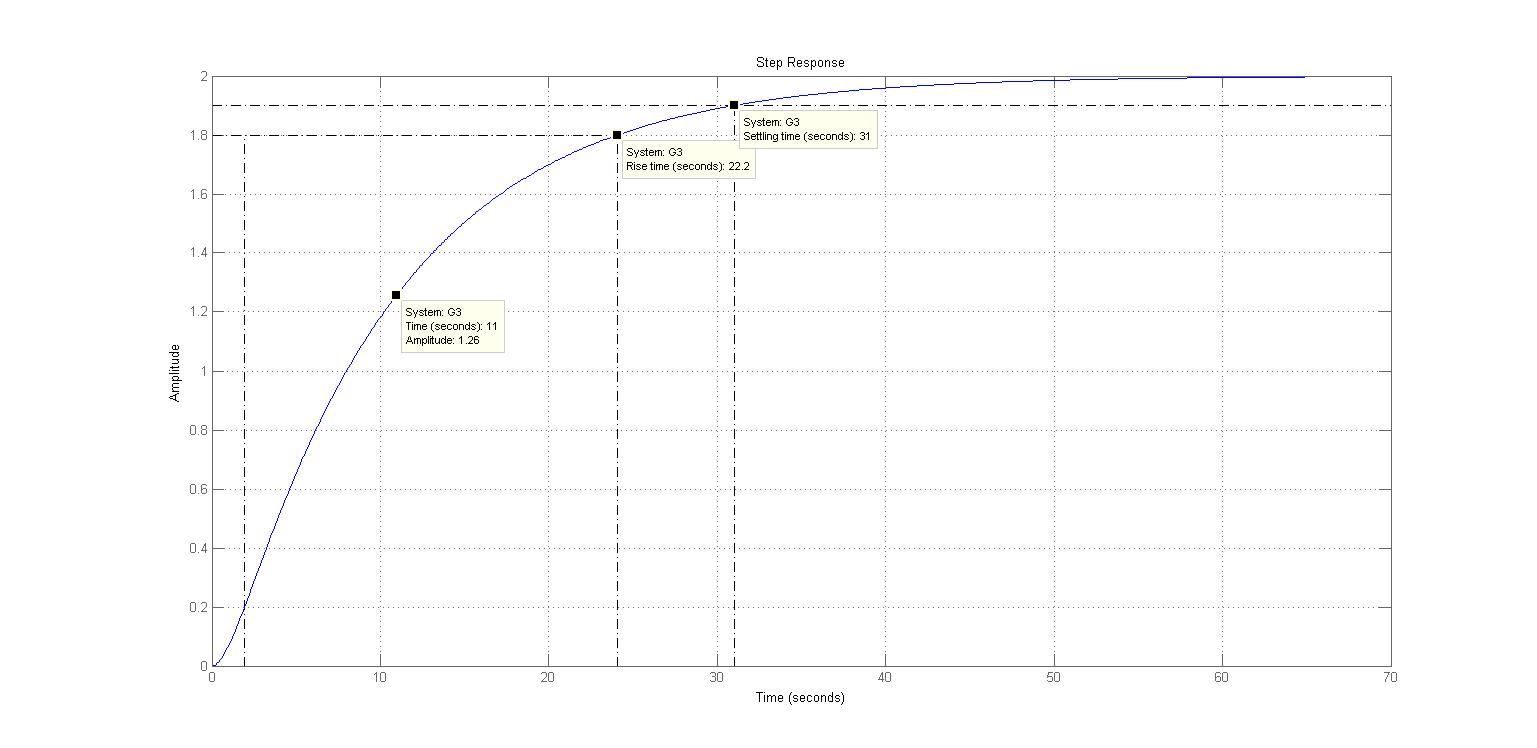 Step Response
2
1.8
1.6
1.4
1.2
1
0.8
0.6
0.4
0.2
0
Amplitude
System: G3
Settling time (seconds): 31
System: G3
Rise time (seconds): 22.2
System: G3
Time (seconds): 11
Amplitude: 1.26
0 10 20 30 40 50 60 70
Time (seconds)